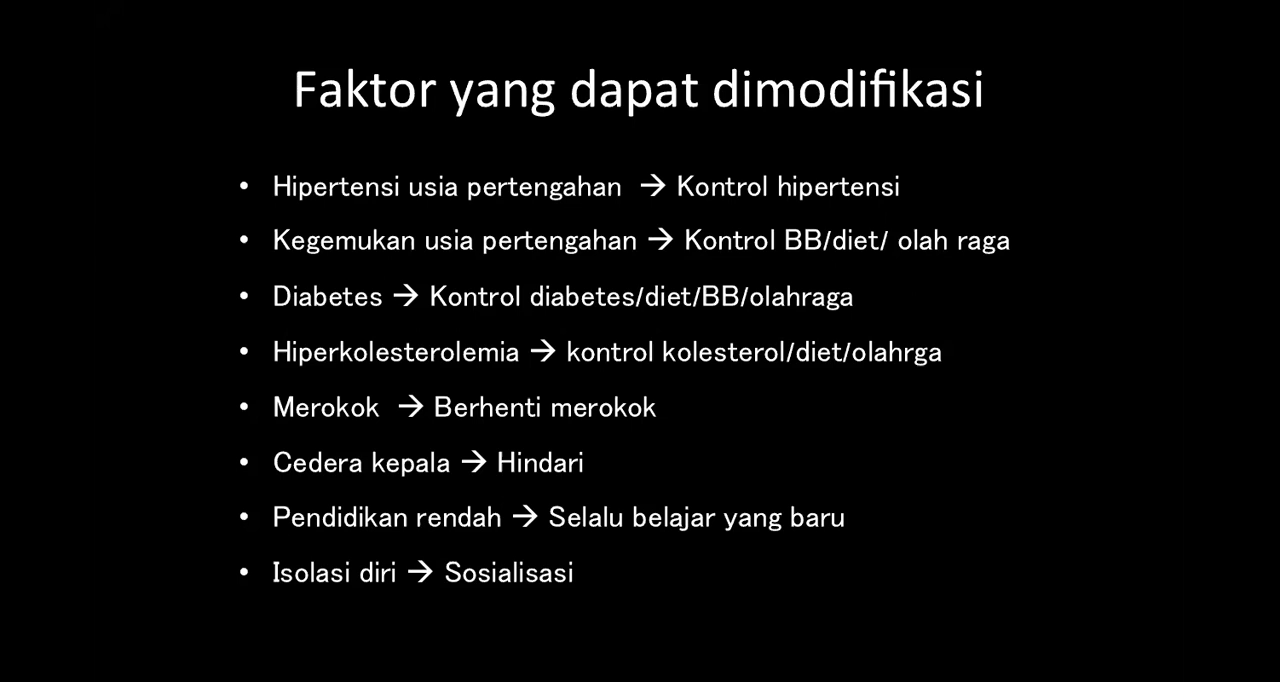 Faktor yang dapat dimodifikasi
• Hipertensi usia pertengahan → Kontrol hipertensi
• Kegemukan usia pertengahan → Kontrol BB/diet/ olah raga
• Diabetes → Kontrol diabetes/diet/BB/olahraga
• Hiperkolesterolemia → kontrol kolesterol/diet/olahrga
• Merokok → Berhenti merokok
• Cedera kepala → Hindari
• Pendidikan rendah → Selalu belajar yang baru
• Isolasi diri → Sosialisasi